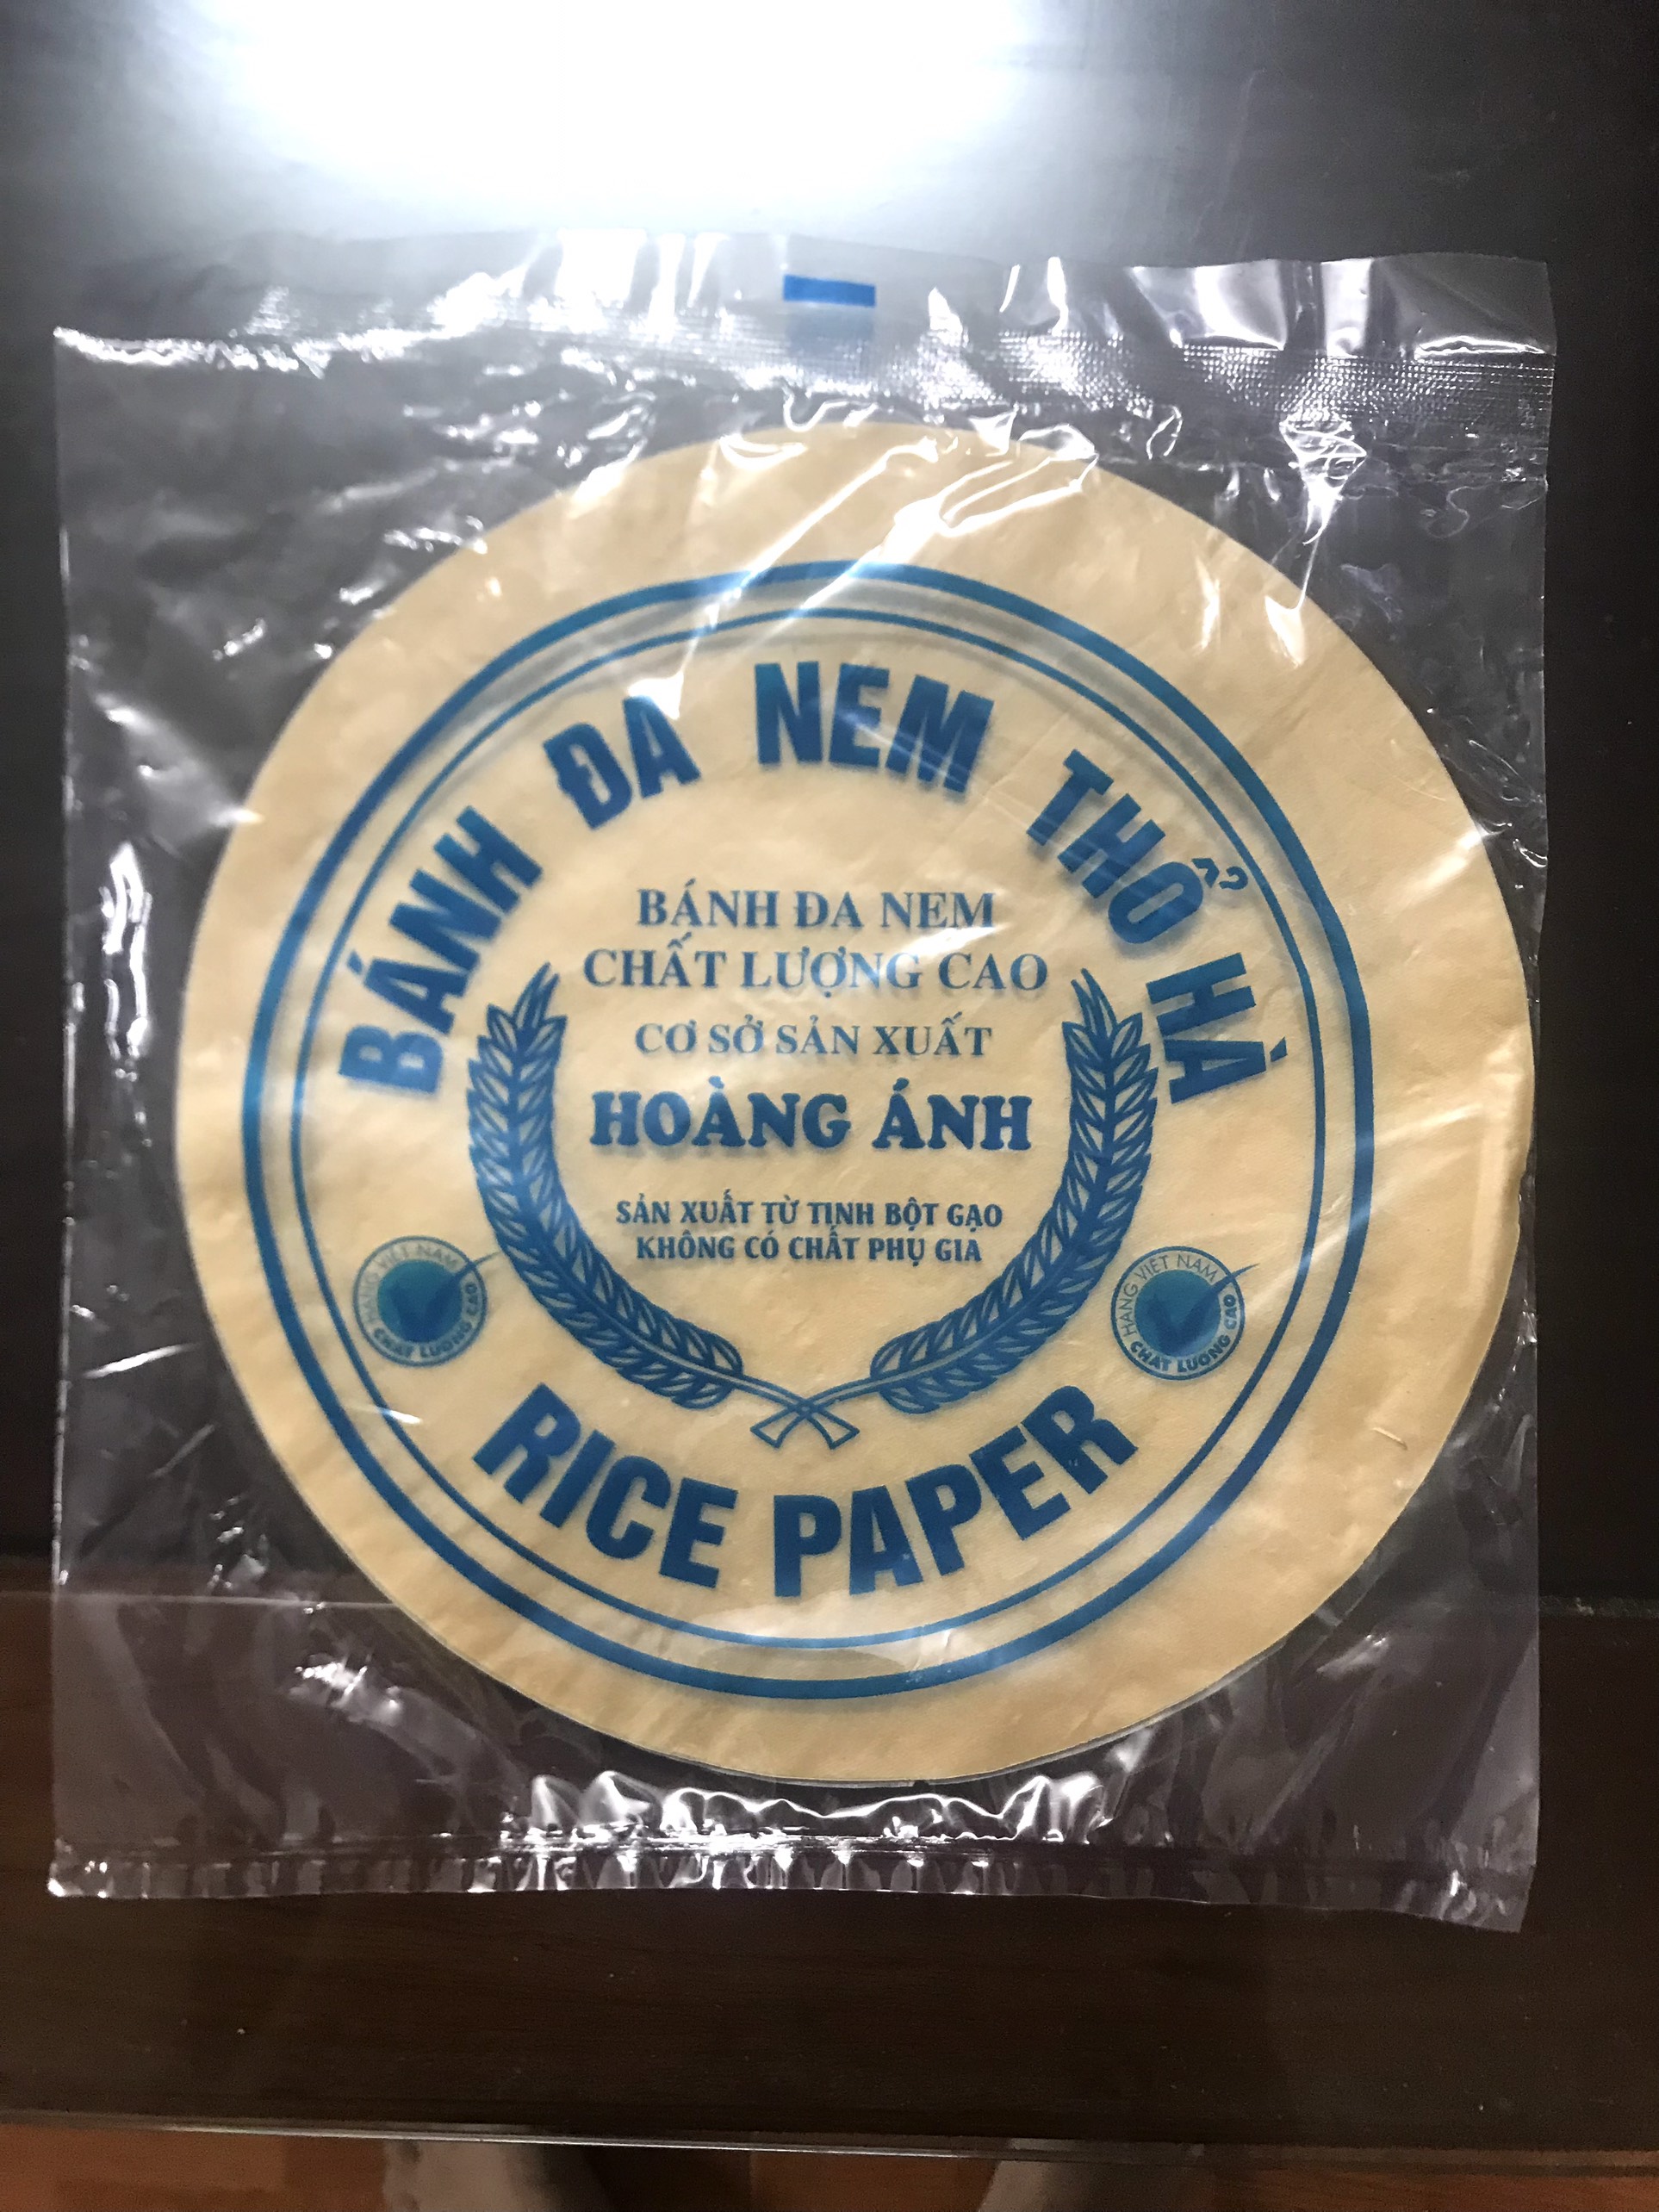 BÁNH ĐA NEM THỔ HÀ
BÁNH ĐA NEM
CHẤT LƯỢNG CAO
CƠ SỞ SẢN XUẤT
HOÀNG ÁNH
SẢN XUẤT TỪ TINH BỘT GẠO
KHÔNG CÓ CHẤT PHỤ GIA
HÀNG VIỆT NAM
CHẤT LƯỢNG CAO
HÀNG VIỆT NAM
CHẤT LƯỢNG CAO
RICE PAPER